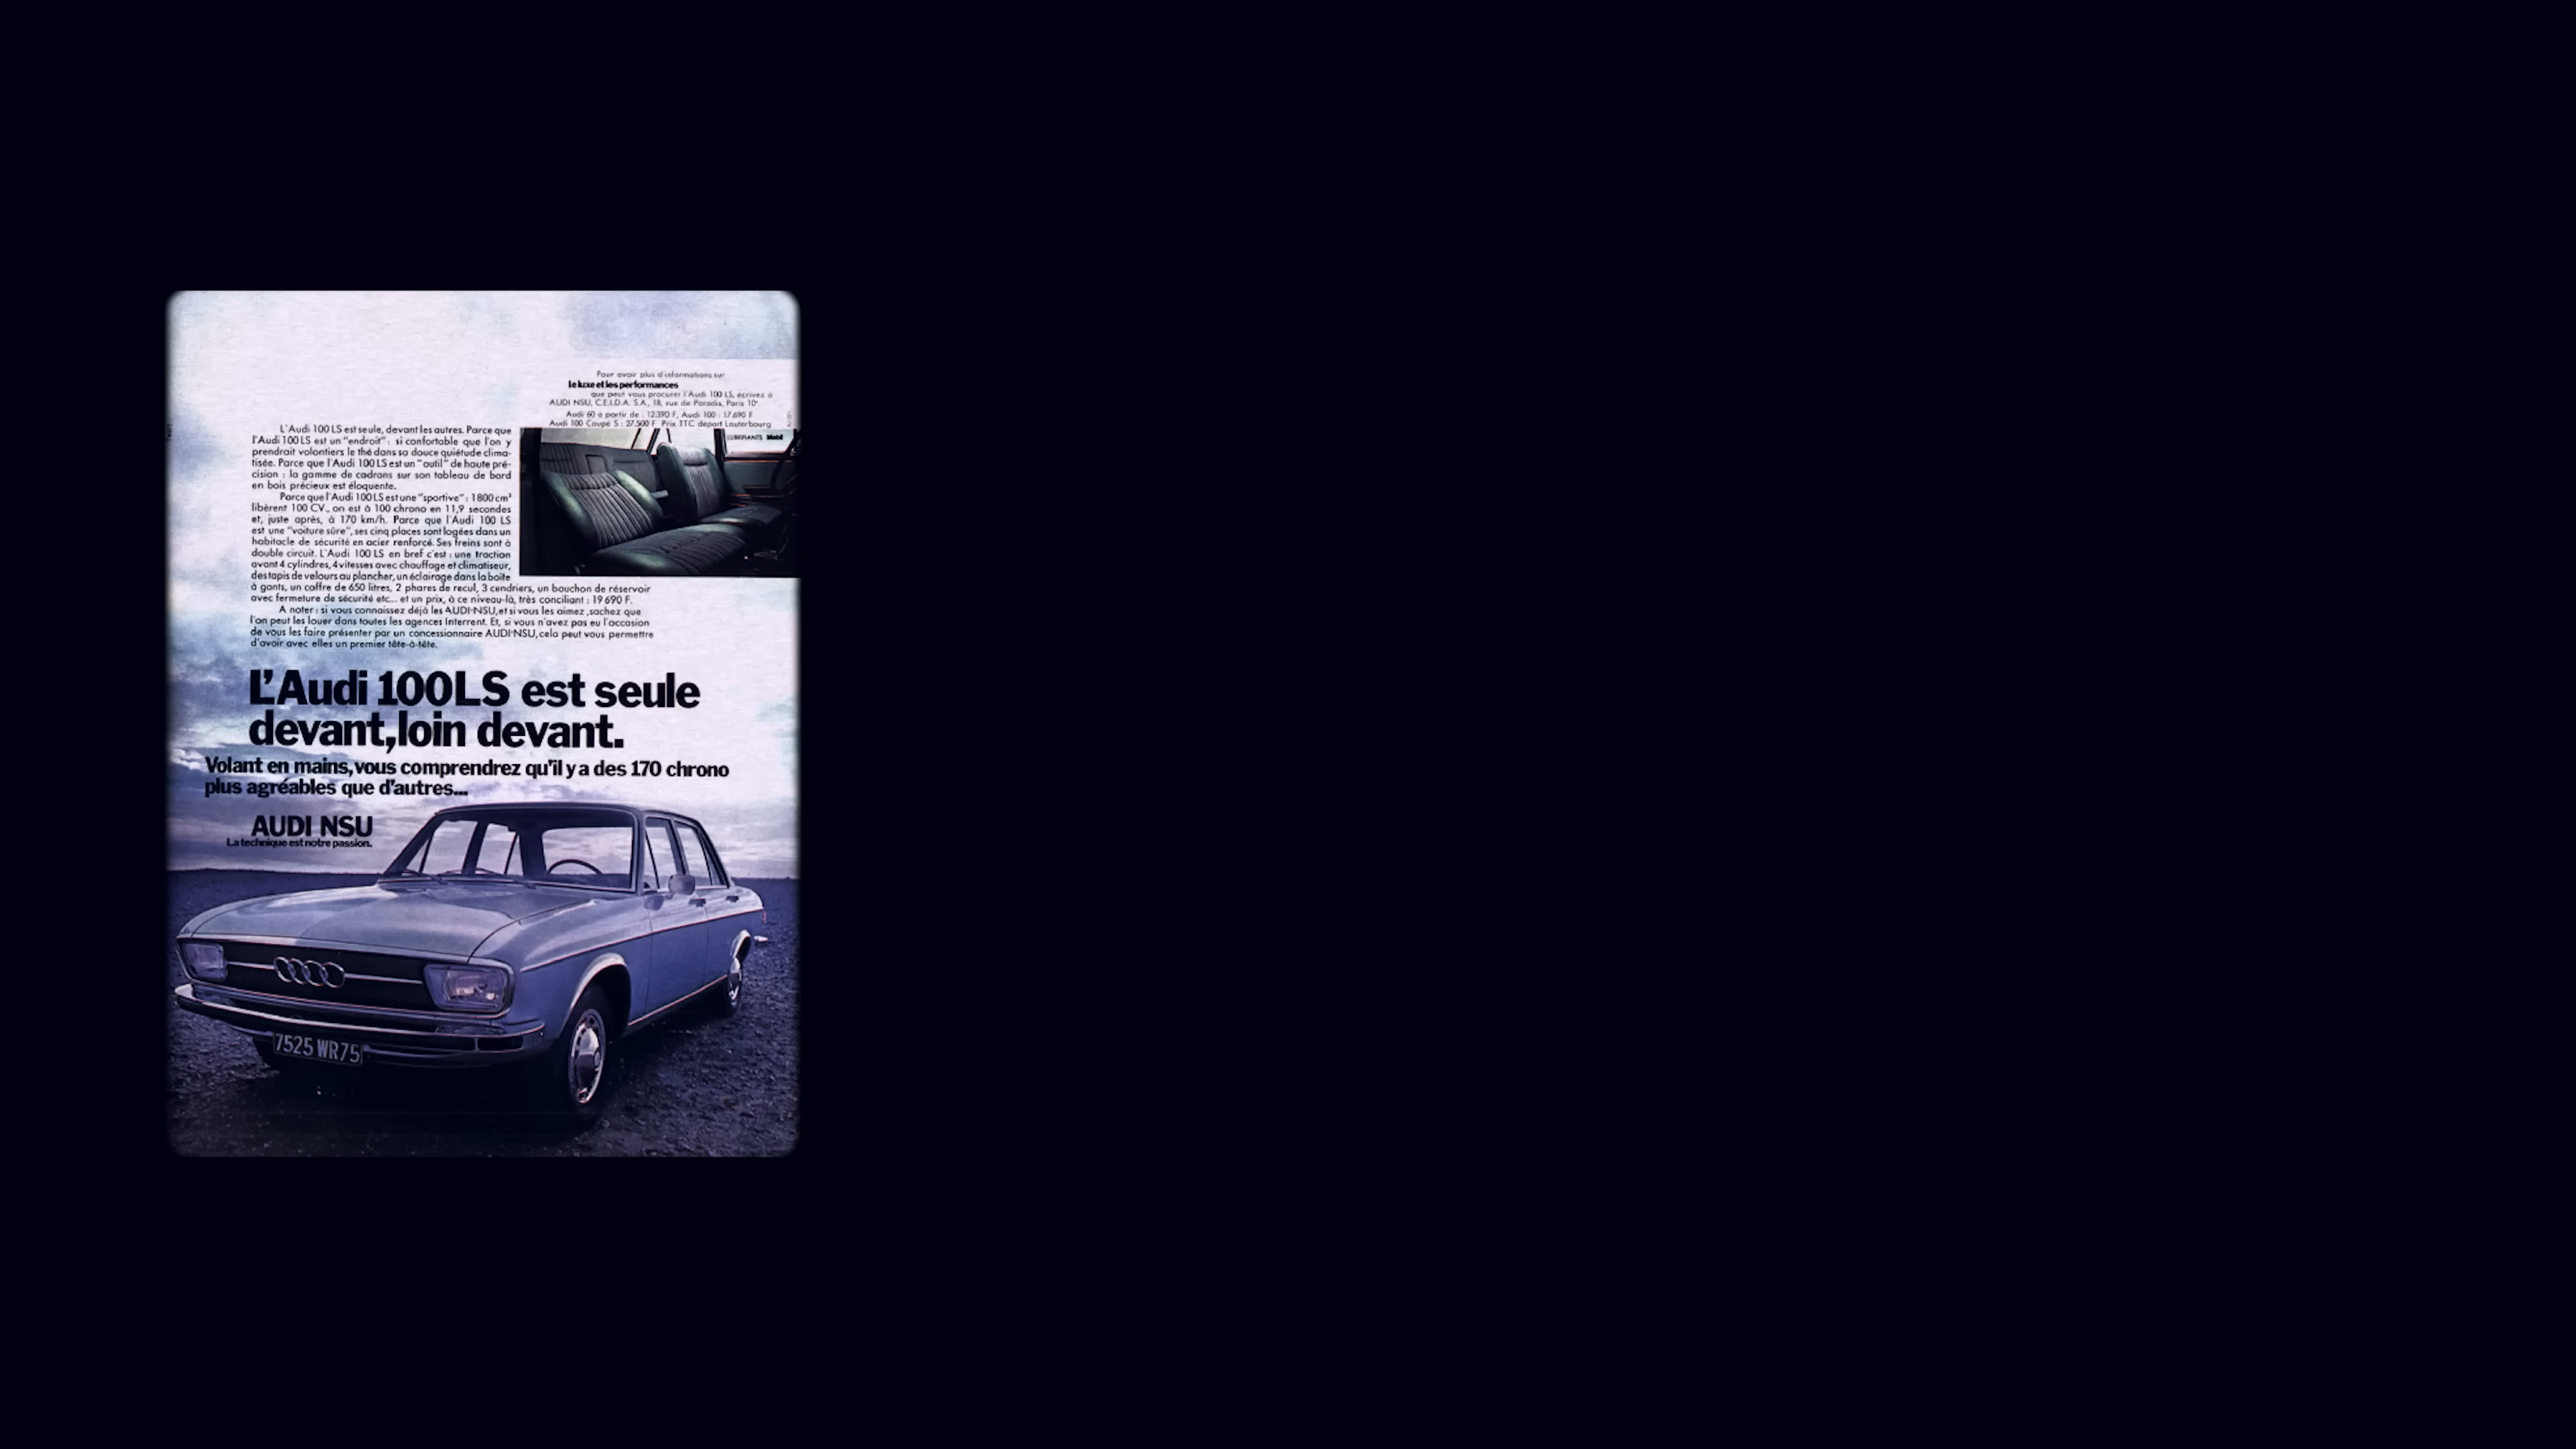 Pour avoir plus d'informations sur
le luxe et les performances
que peut vous procurer l'Audi 100 LS, écrivez à
AUDI NSU, C.E.I.D.A. S.A., 18, rue de Paradis, Paris 10e.
Audi 60 à partir de : 12.390 F, Audi 100 : 17.690 F
Audi 100 Coupé S : 27.500 F Prix TTC départ Lauterbourg
LUBRIFIANTS Mobil
L'Audi 100 LS est seule, devant les autres. Parce que
l'Audi 100 LS est un "endroit" : si confortable que l'on y
prendrait volontiers le thé dans sa douce quiétude clima-
tisée. Parce que l'Audi 100 LS est un "outil" de haute pré-
cision : la gamme de cadrans sur son tableau de bord
en bois précieux est éloquente.
Parce que l'Audi 100 LS est une "sportive" : 1800 cm³
libèrent 100 CV., on est à 100 chrono en 11,9 secondes
et, juste après, à 170 km/h. Parce que l'Audi 100 LS
est une "voiture sûre", ses cinq places sont logées dans un
habitacle de sécurité en acier renforcé. Ses freins sont à
double circuit. L'Audi 100 LS en bref c'est : une traction
avant 4 cylindres, 4 vitesses avec chauffage et climatiseur,
des tapis de velours au plancher, un éclairage dans la boîte
à gants, un coffre de 650 litres, 2 phares de recul, 3 cendriers, un bouchon de réservoir
avec fermeture de sécurité etc... et un prix, à ce niveau-là, très conciliant : 19 690 F.
A noter : si vous connaissez déjà les AUDI-NSU, et si vous les aimez, sachez que
l'on peut les louer dans toutes les agences Interrent. Et, si vous n'avez pas eu l'occasion
de vous les faire présenter par un concessionnaire AUDI-NSU, cela peut vous permettre
d'avoir avec elles un premier tête-à-tête.
L'Audi 100LS est seule
devant, loin devant.
Volant en mains, vous comprendrez qu'il y a des 170 chrono
plus agréables que d'autres...
AUDI NSU
La technique est notre passion.
7525 WR75